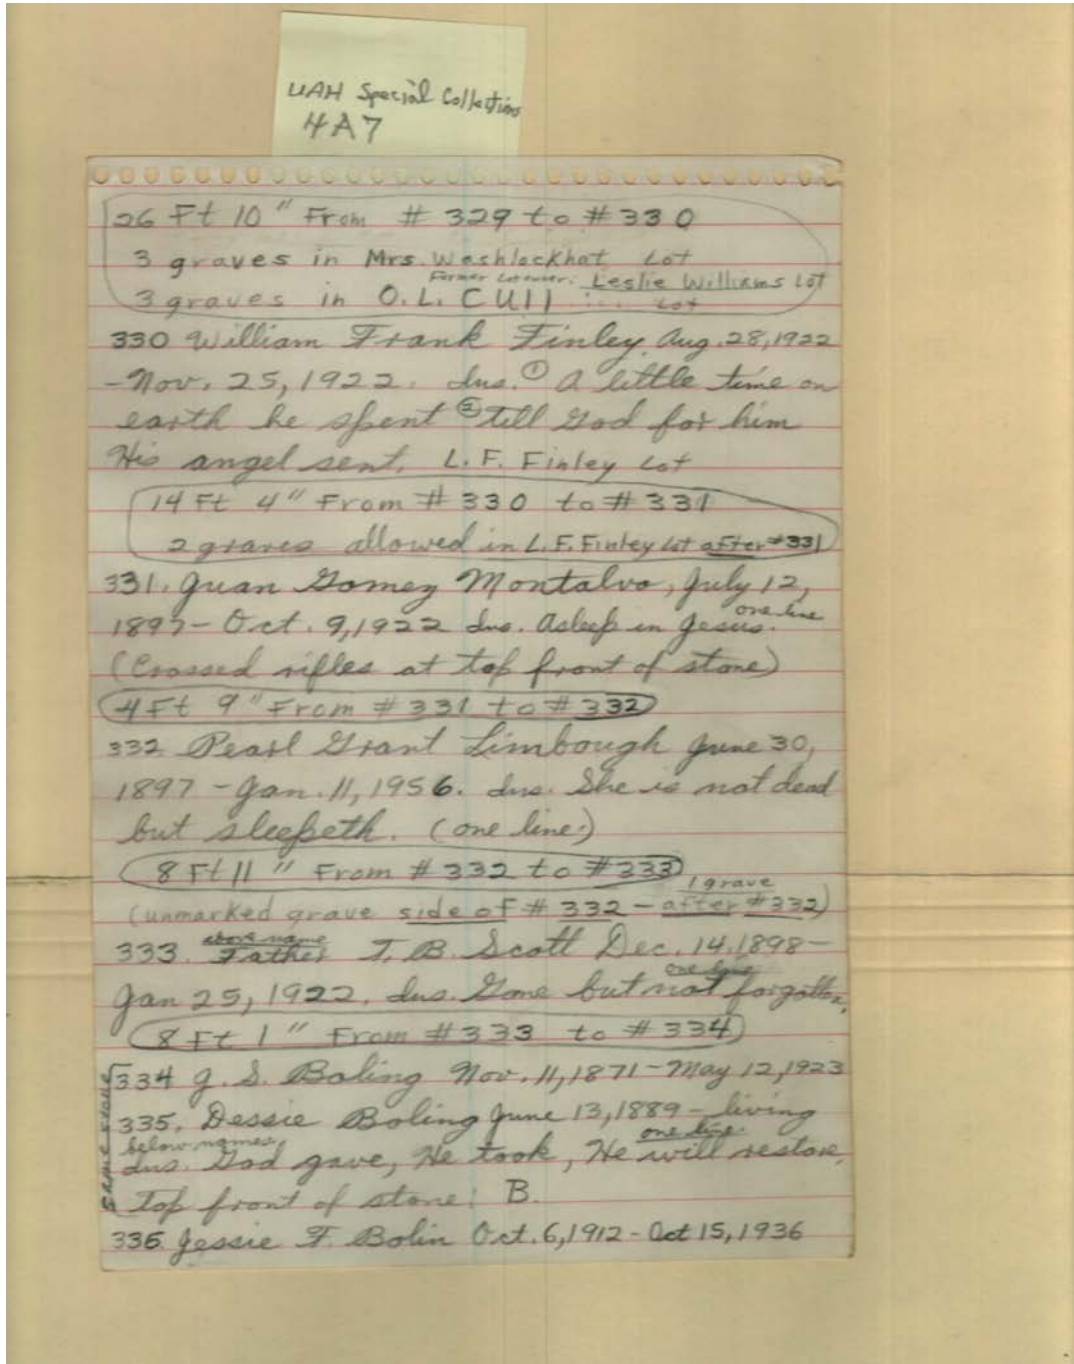 UAH Special Collections
4A7
26 Ft 10" From # 329 to # 330
3 graves in Mrs. Washlockhat Lot
Former Lotowner: Leslie Williams Lot
3 graves in O. L. Cull Lot
330 William Frank Finley, Aug. 28, 1922
- Nov. 25, 1922. dns. ① A little time on
earth he spent ② Till God for him
His angel sent. L. F. Finley Lot
14 Ft 4" From # 330 to # 331
2 graves allowed in L. F. Finley Lot after #331
331. Juan Gomez Montalvo, July 12,
1897 - Oct. 9, 1922 dns. Asleep in Jesus. one line
(Crossed rifles at top front of stone)
4 Ft 9" From # 331 to # 332
332. Pearl Grant Limbough June 30,
1897 - Jan. 11, 1956. dns. She is not dead
but sleepeth. (one line.)
8 Ft 11" From # 332 to # 333
1 grave
(unmarked grave side of # 332 - after # 332)
above name
333. Father T. B. Scott Dec. 14, 1898 -
one line
Jan 25, 1922. dns. Gone but not forgotten.
8 Ft 1" From # 333 to # 334
same stone
334 J. S. Boling Nov. 11, 1871 - May 12, 1923
335. Dessie Boling June 13, 1889 - living
below names one line.
dns. God gave, He took, He will restore,
Top front of stone: B.
336. Jessie F. Bolin Oct. 6, 1912 - Oct 15, 1936